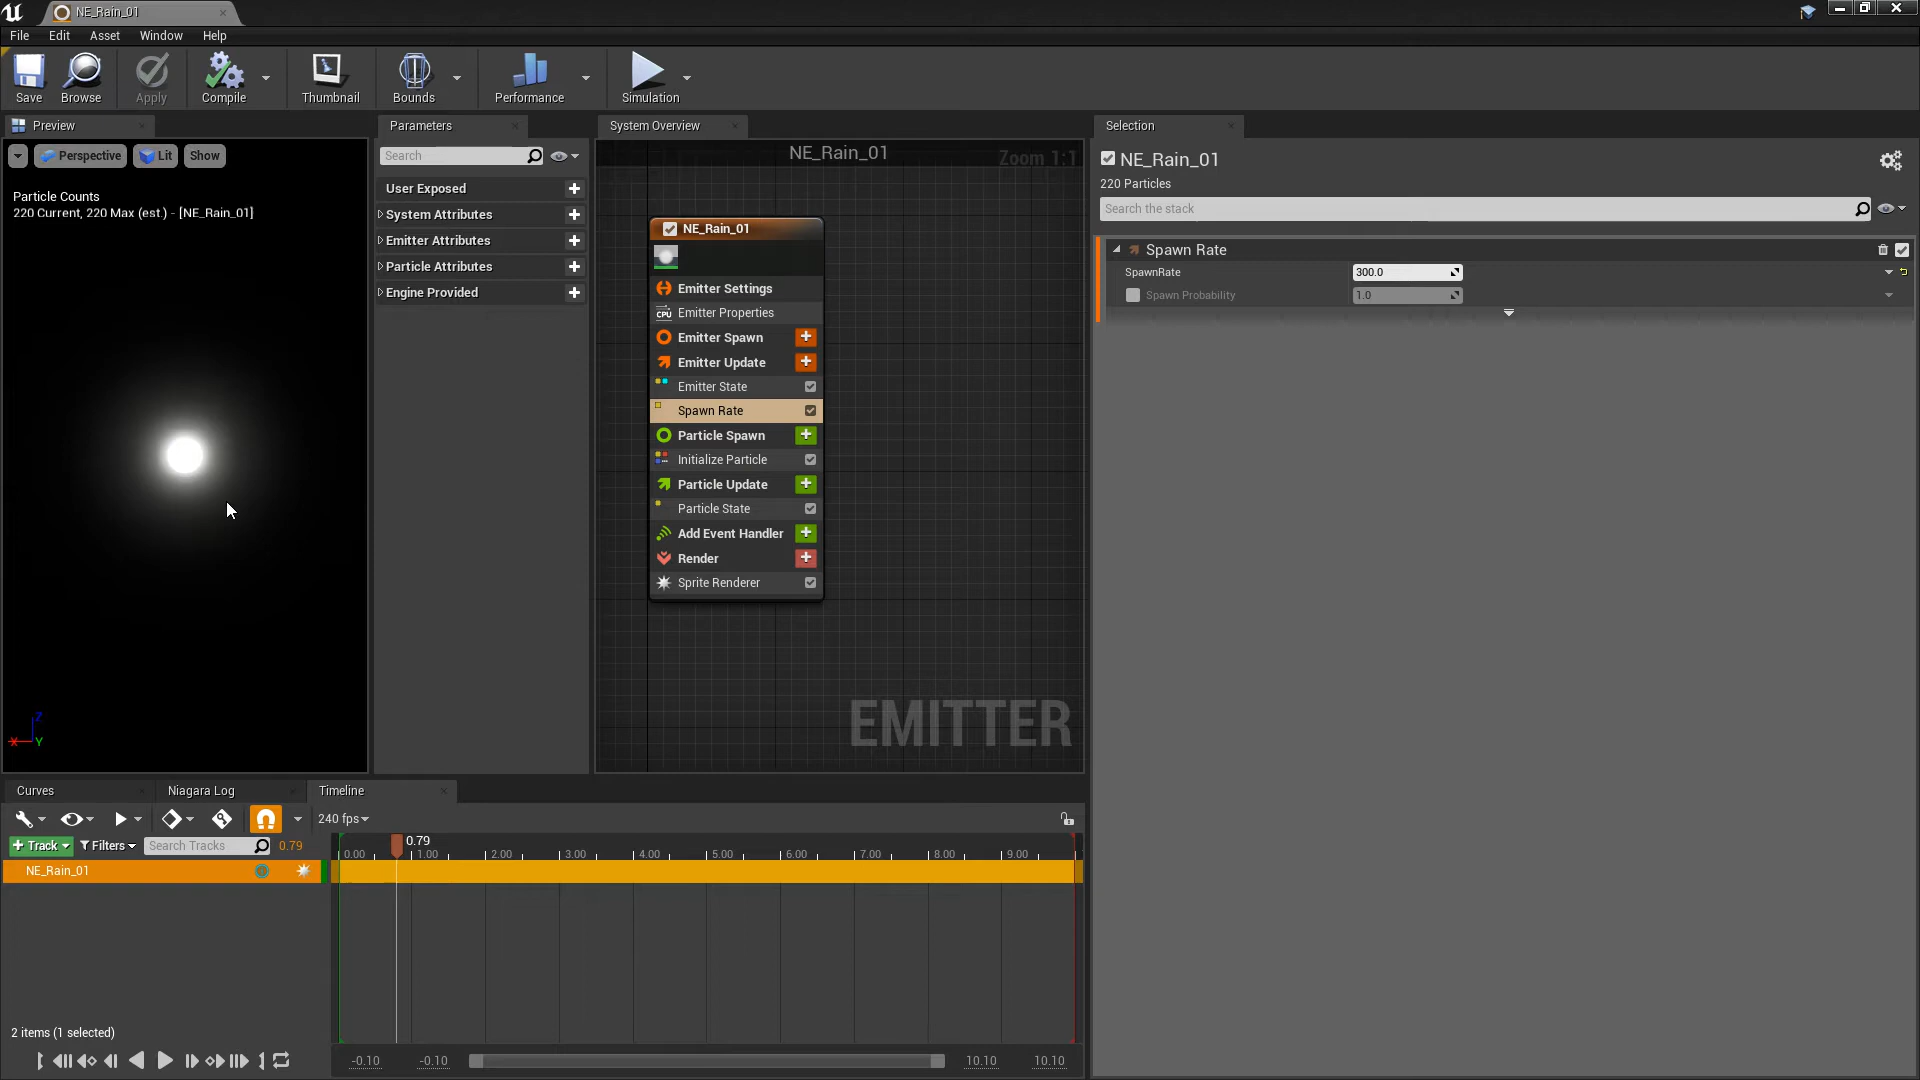 NE_Rain_01
File Edit Asset Window Help
Save Browse Apply Compile Thumbnail Bounds Performance Simulation
Preview
Perspective Lit Show
Particle Counts
220 Current, 220 Max (est.) - [NE_Rain_01]
Z
X Y
Parameters
Search
User Exposed
System Attributes
Emitter Attributes
Particle Attributes
Engine Provided
System Overview
NE_Rain_01
Zoom 1:1
NE_Rain_01
Emitter Settings
CPU Emitter Properties
Emitter Spawn
Emitter Update
Emitter State
Spawn Rate
Particle Spawn
Initialize Particle
Particle Update
Particle State
Add Event Handler
Render
Sprite Renderer
EMITTER
Selection
NE_Rain_01
220 Particles
Search the stack
Spawn Rate
SpawnRate 300.0
Spawn Probability 1.0
Curves Niagara Log Timeline
240 fps
+ Track Filters Search Tracks 0.79
0.79
0.00 1.00 2.00 3.00 4.00 5.00 6.00 7.00 8.00 9.00
NE_Rain_01
2 items (1 selected)
-0.10 -0.10 10.10 10.10